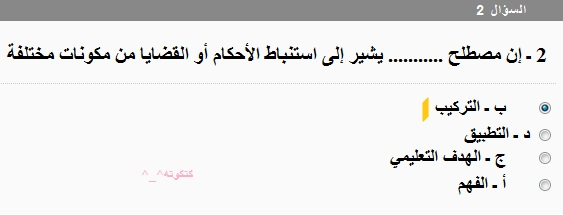 السؤال 2
2 ـ إن مصطلح ........... يشير إلى استنباط الأحكام أو القضايا من مكونات مختلفة
ب ـ التركيب
د ـ التطبيق
ج ـ الهدف التعليمي
أ ـ الفهم
كتكوته^_^